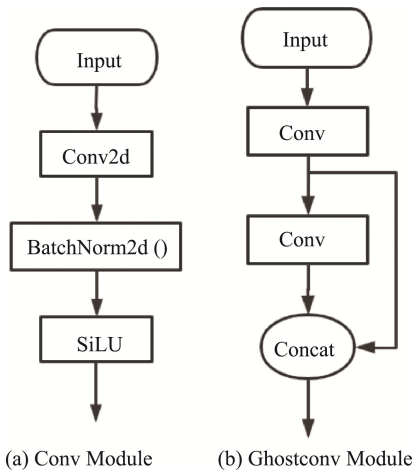 Input
Conv2d
BatchNorm2d ()
SiLU
(a) Conv Module
Input
Conv
Conv
Concat
(b) Ghostconv Module